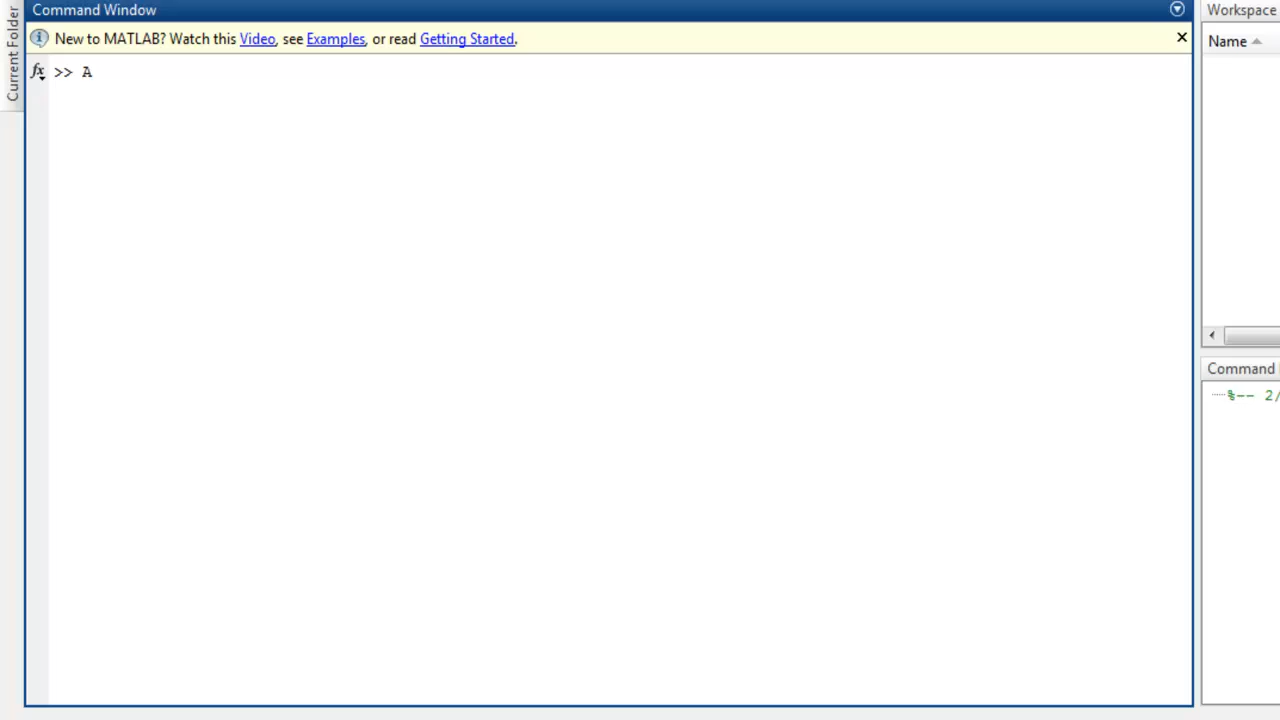 Current Folder
Command Window
New to MATLAB? Watch this Video, see Examples, or read Getting Started.
fx >> A
Workspace
Name
Command
%-- 2/